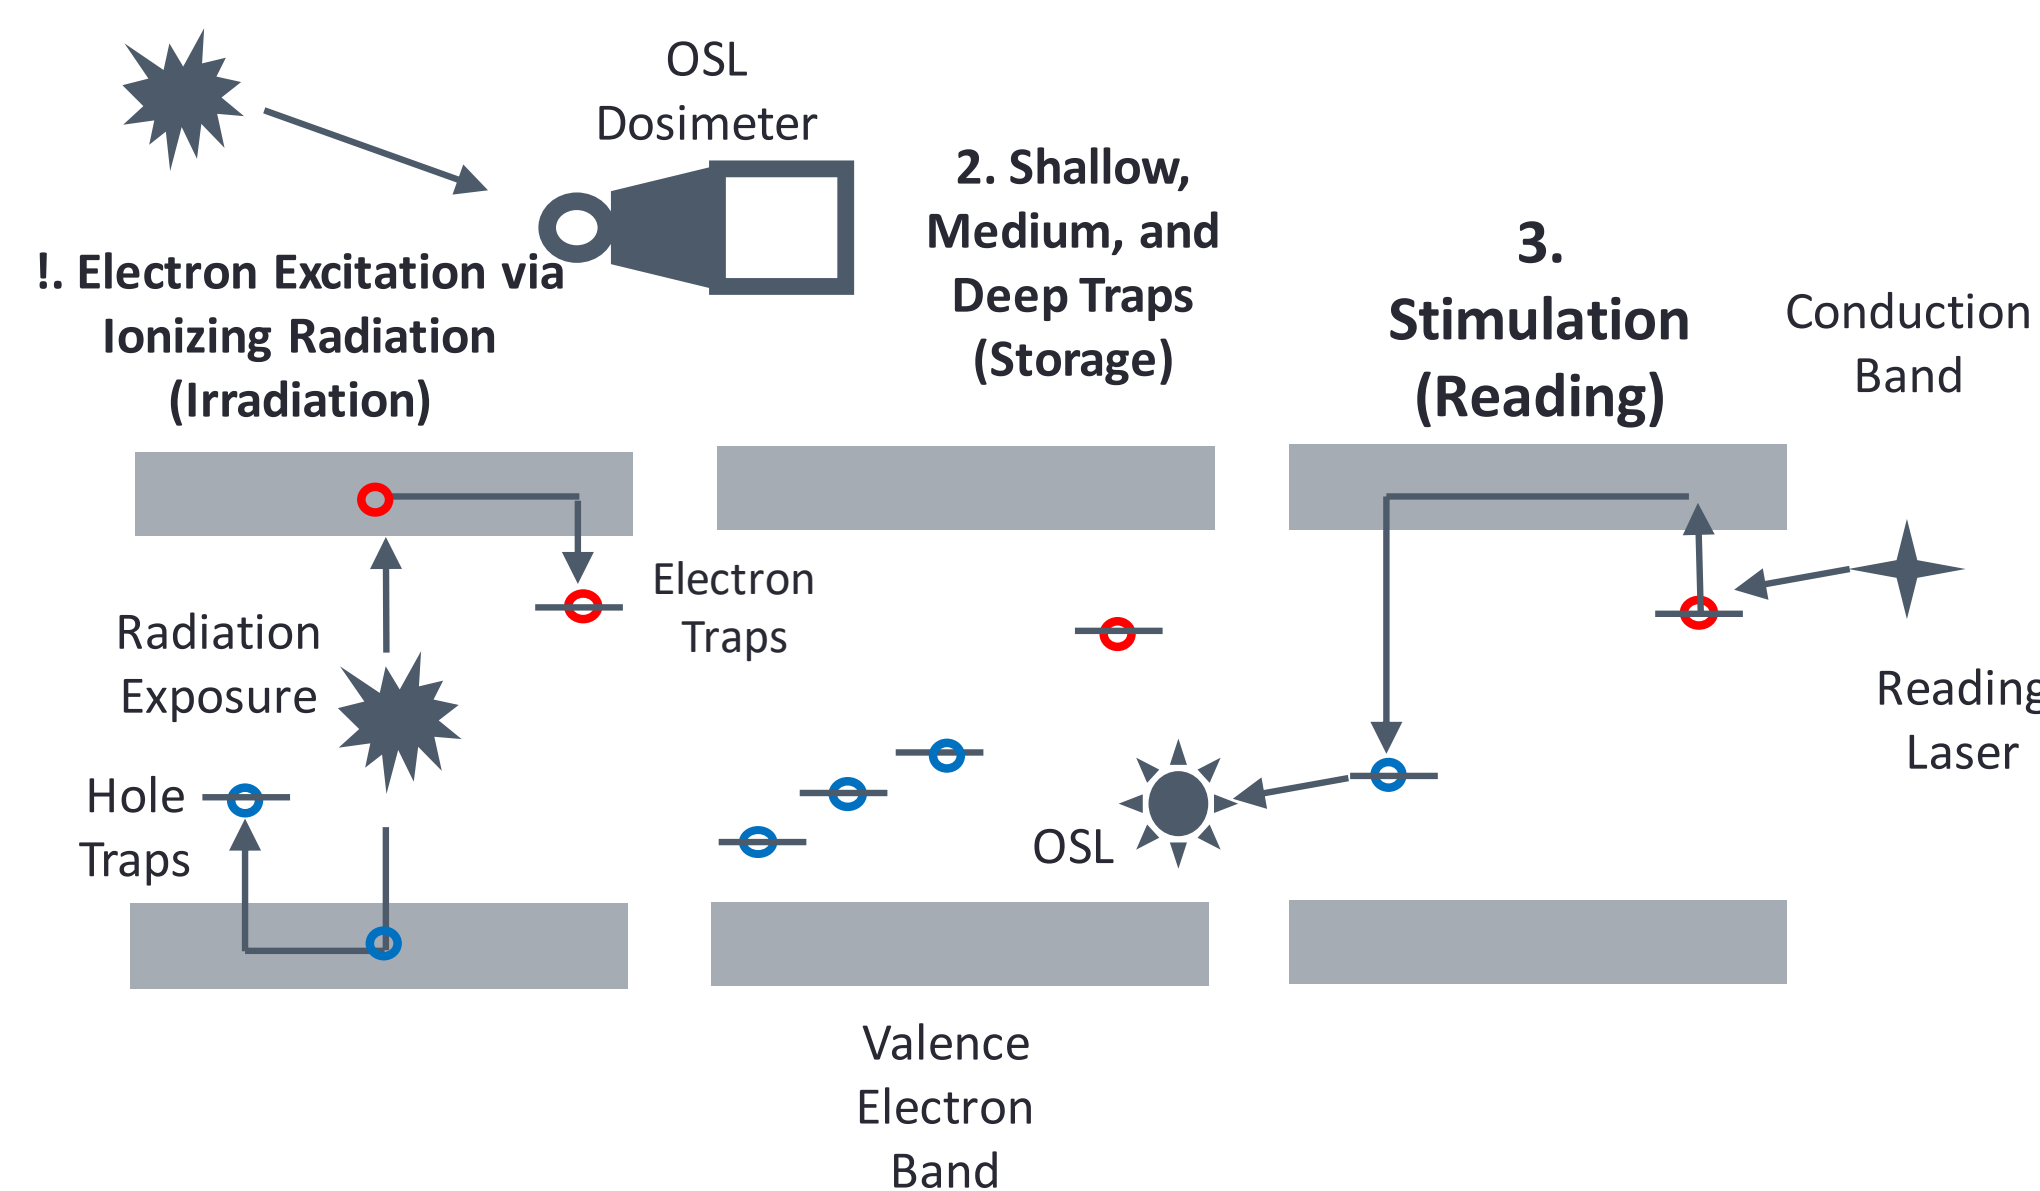 OSL
Dosimeter
!. Electron Excitation via
Ionizing Radiation
(Irradiation)
2. Shallow,
Medium, and
Deep Traps
(Storage)
3.
Stimulation
(Reading)
Conduction
Band
Electron
Traps
Radiation
Exposure
Hole
Traps
OSL
Reading
Laser
Valence
Electron
Band